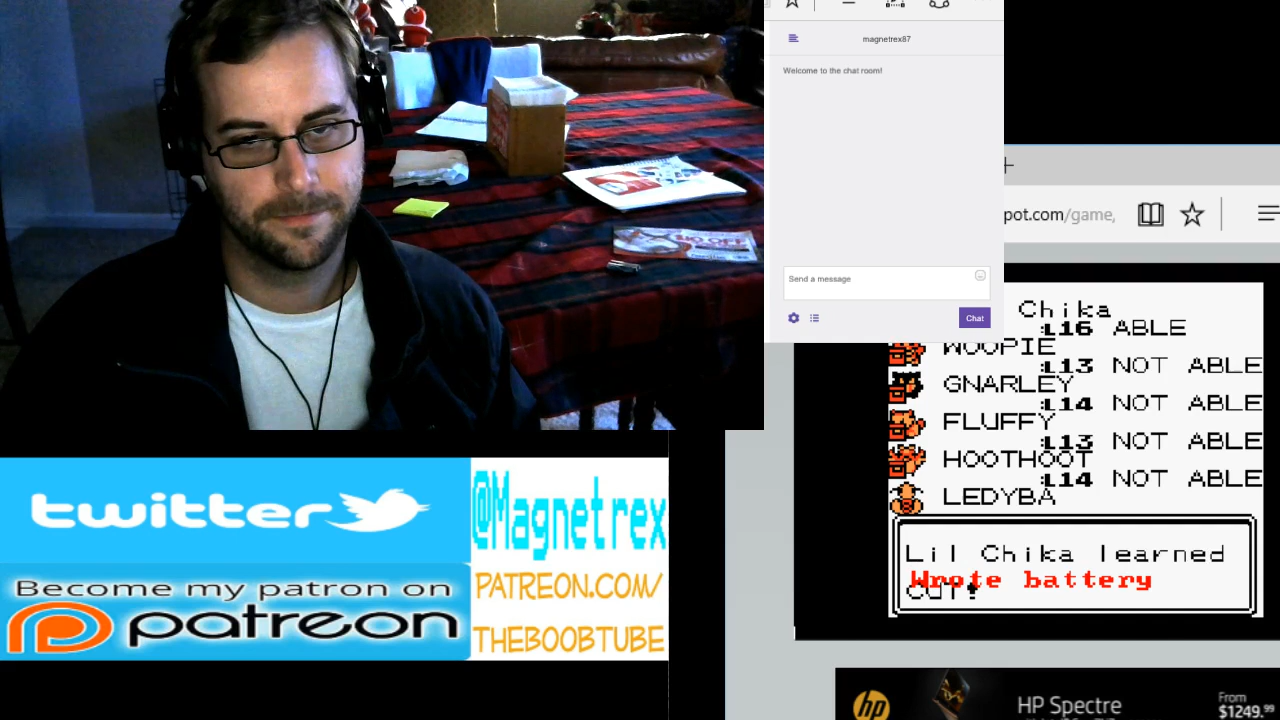 magnetrex87
Welcome to the chat room!
Send a message
Chat
pot.com/game,
Chika
:L16 ABLE
WOOPIE
:L13 NOT ABLE
GNARLEY
:L14 NOT ABLE
FLUFFY
:L13 NOT ABLE
HOOTHOOT
:L14 NOT ABLE
LEDYBA
Lil Chika learned
CUT!
Wrote battery
twitter
@Magnetrex
Become my patron on
patreon
PATREON.COM/
THEBOOBTUBE
hp
HP Spectre
From
$1249.99